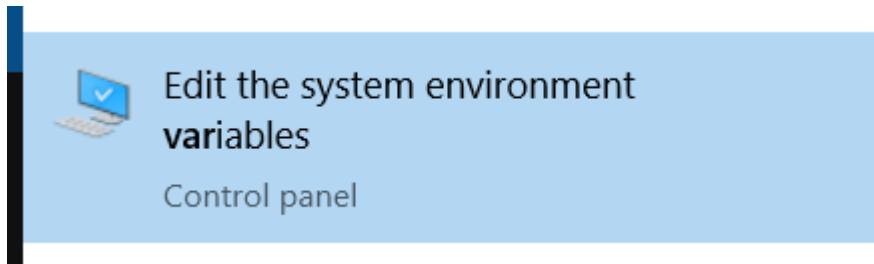 Edit the system environment
variables
Control panel